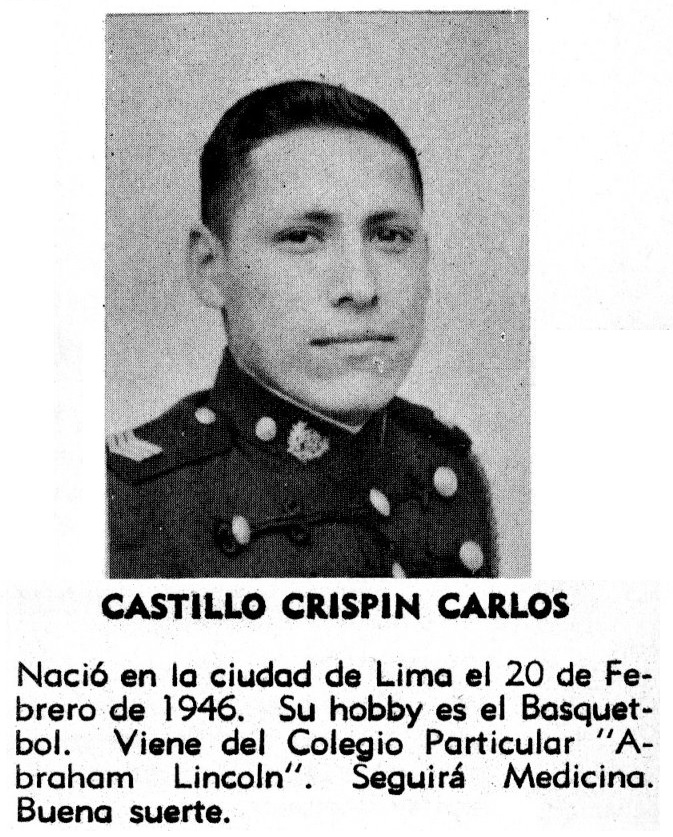 CASTILLO CRISPIN CARLOS
Nació en la ciudad de Lima el 20 de Fe-
brero de 1946. Su hobby es el Basquet-
bol. Viene del Colegio Particular "A-
braham Lincoln". Seguirá Medicina.
Buena suerte.